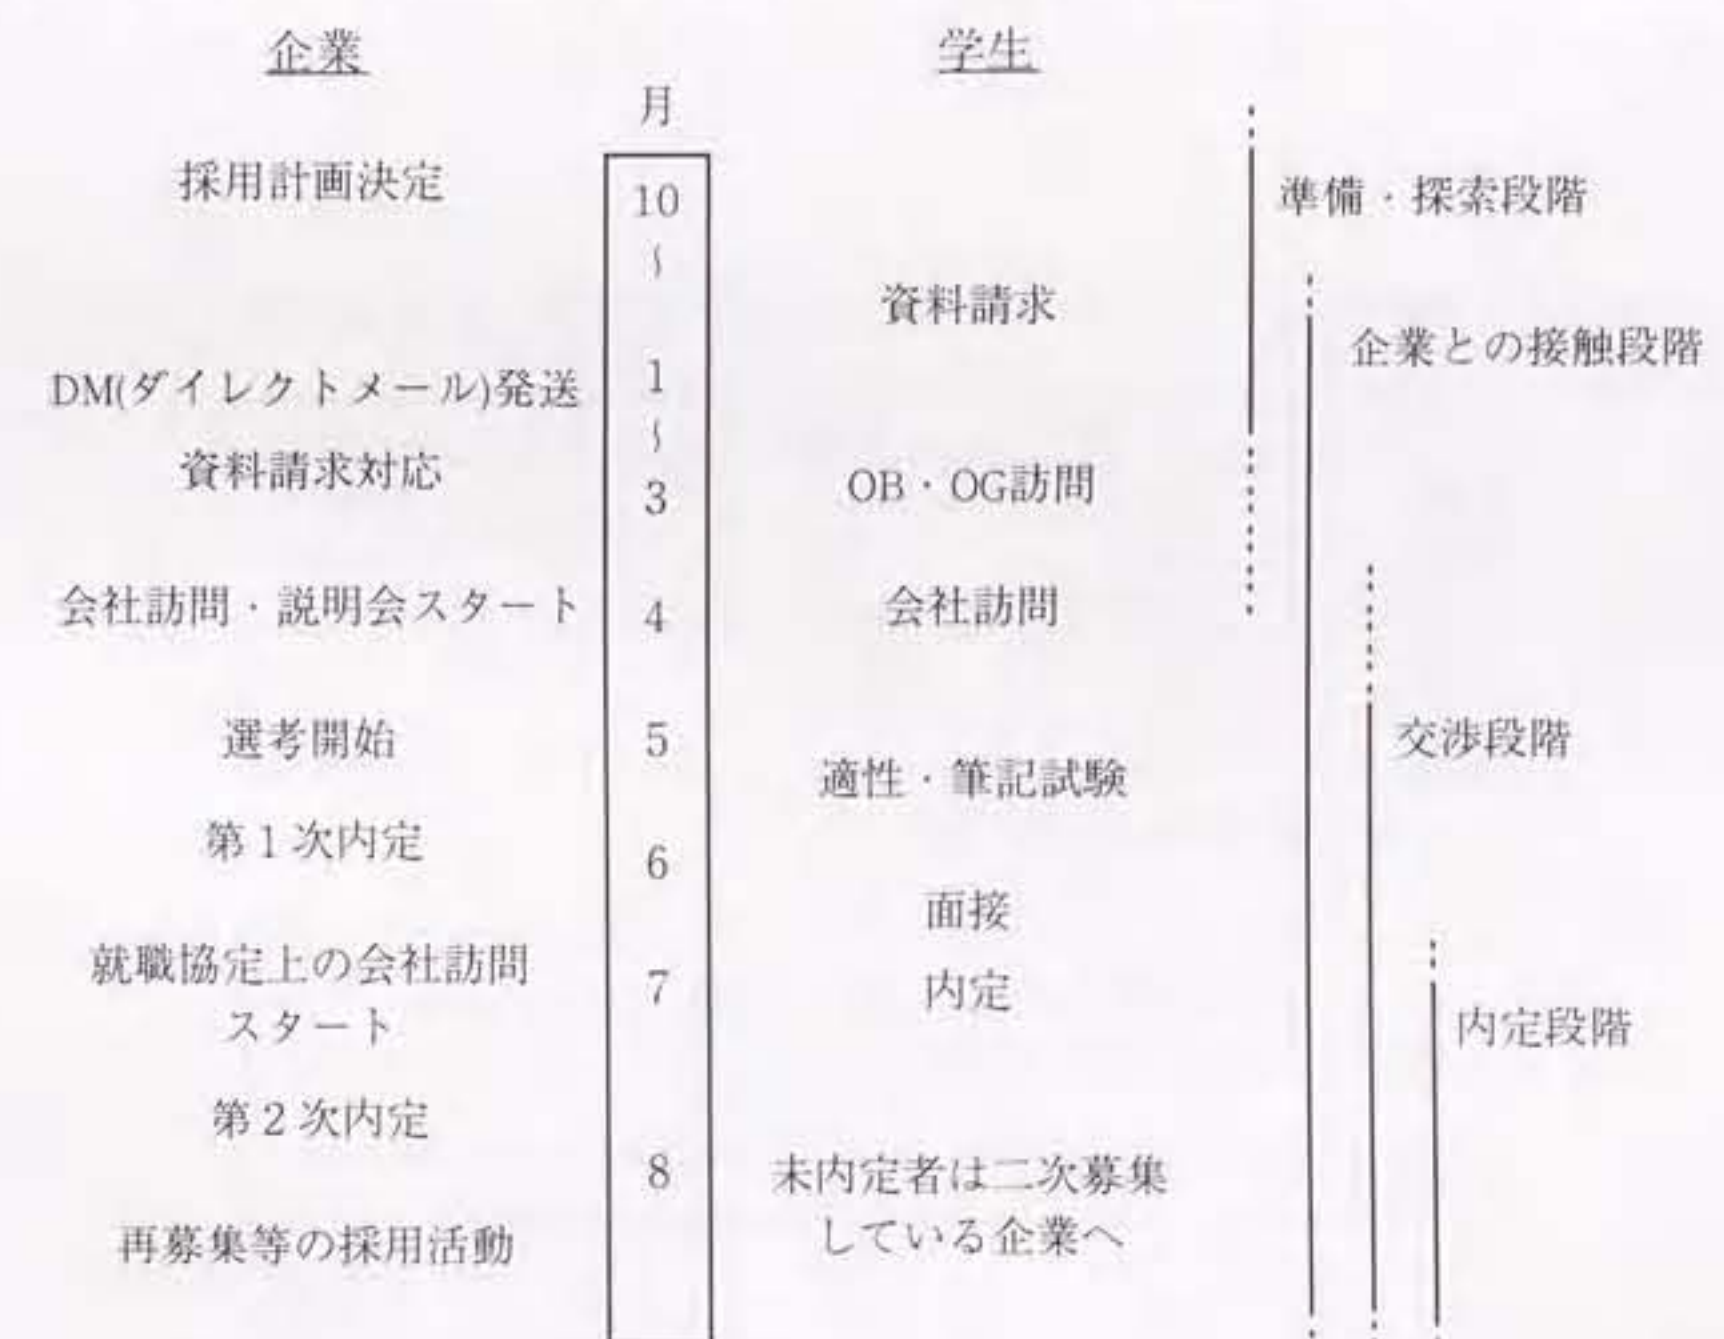 企業
学生
月
採用計画決定
10
準備・探索段階
〜
資料請求
企業との接触段階
DM(ダイレクトメール)発送
1
〜
資料請求対応
3
OB・OG訪問
会社訪問・説明会スタート
4
会社訪問
選考開始
5
交渉段階
適性・筆記試験
第1次内定
6
面接
就職協定上の会社訪問
スタート
7
内定
内定段階
第2次内定
8
未内定者は二次募集
している企業へ
再募集等の採用活動